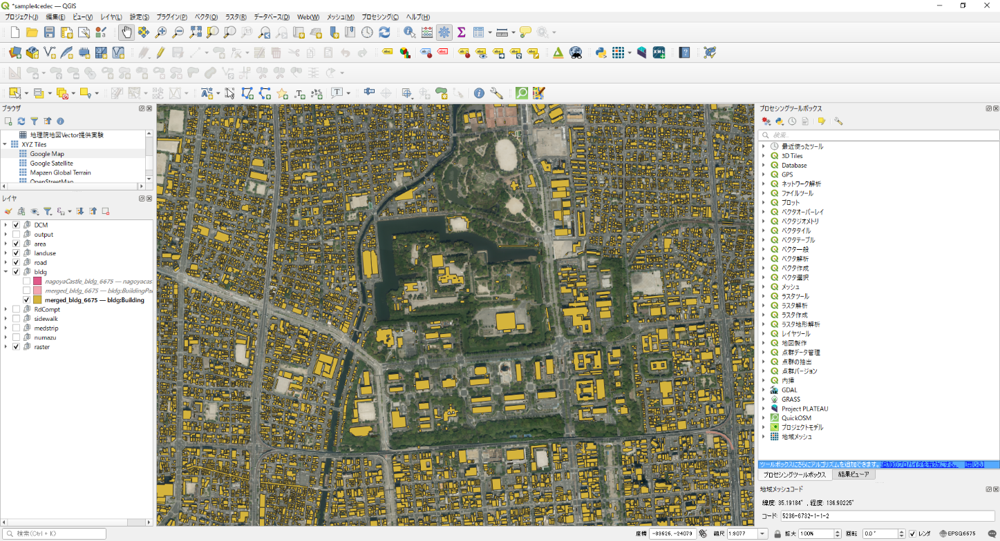 *sample4cedec — QGIS
プロジェクト(J) 編集(E) ビュー(V) レイヤ(L) 設定(S) プラグイン(P) ベクタ(O) ラスタ(R) データベース(D) Web(W) メッシュ(M) プロセシング(C) ヘルプ(H)
ブラウザ
地理院地図Vector提供実験
XYZ Tiles
Google Map
Google Satellite
Mapzen Global Terrain
OpenStreetMap
レイヤ
DCM
output
area
landuse
road
bldg
nagoyaCastle_bldg_6675 — nagoyacas
merged_bldg_6675 — bldg:BuildingPa
merged_bldg_6675 — bldg:Building
RdCompt
sidewalk
medstrip
numazu
raster
検索(Ctrl + K)
プロセシングツールボックス
検索...
最近使ったツール
3D Tiles
Database
GPS
ネットワーク解析
ファイルツール
プロット
ベクタオーバーレイ
ベクタジオメトリ
ベクタタイル
ベクタテーブル
ベクタ一般
ベクタ解析
ベクタ作成
ベクタ選択
メッシュ
ラスタツール
ラスタ解析
ラスタ作成
ラスタ地形解析
レイヤツール
地図製作
点群データ管理
点群の抽出
点群バージョン
内挿
GDAL
GRASS
Project PLATEAU
QuickOSM
プロジェクトモデル
地域メッシュ
ツールボックスにさらにアルゴリズムを追加できます。 追加のプロバイダを有効にする。 [閉じる]
プロセシングツールボックス 結果ビューア
地域メッシュコード
緯度: 35.19184°, 経度: 136.90225°
コード: 5236-6732-1-1-2
座標 -89626,-24079 縮尺 1:9077 拡大 100% 回転 0.0° レンダ EPSG:6675